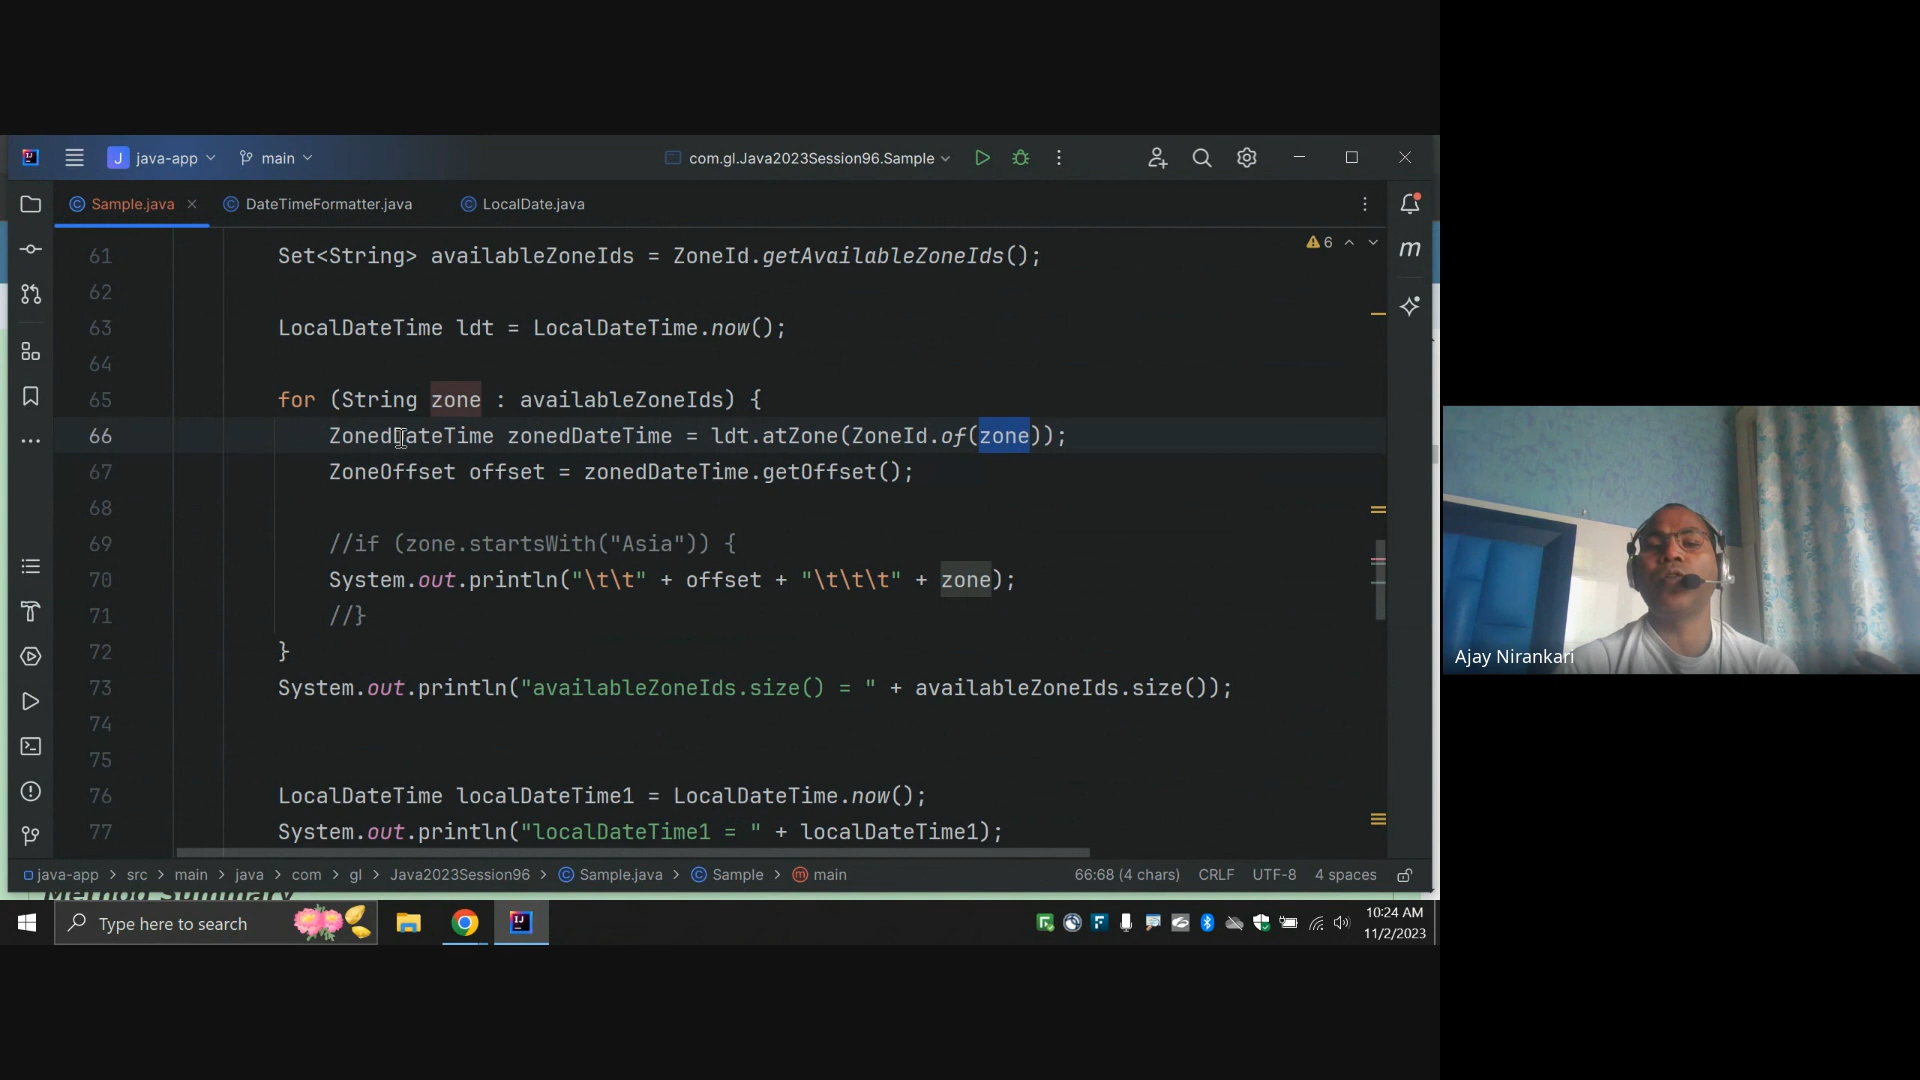 J java-app main com.gl.Java2023Session96.Sample
Sample.java DateTimeFormatter.java LocalDate.java
6
61 Set<String> availableZoneIds = ZoneId.getAvailableZoneIds();
62
63 LocalDateTime ldt = LocalDateTime.now();
64
65 for (String zone : availableZoneIds) {
66 ZonedDateTime zonedDateTime = ldt.atZone(ZoneId.of(zone));
67 ZoneOffset offset = zonedDateTime.getOffset();
68
69 //if (zone.startsWith("Asia")) {
70 System.out.println("\t\t" + offset + "\t\t\t" + zone);
71 //}
72 }
73 System.out.println("availableZoneIds.size() = " + availableZoneIds.size());
74
75
76 LocalDateTime localDateTime1 = LocalDateTime.now();
77 System.out.println("localDateTime1 = " + localDateTime1);
java-app > src > main > java > com > gl > Java2023Session96 > Sample.java > Sample > main 66:68 (4 chars) CRLF UTF-8 4 spaces
Method Summary
Type here to search
10:24 AM
11/2/2023
Ajay Nirankari